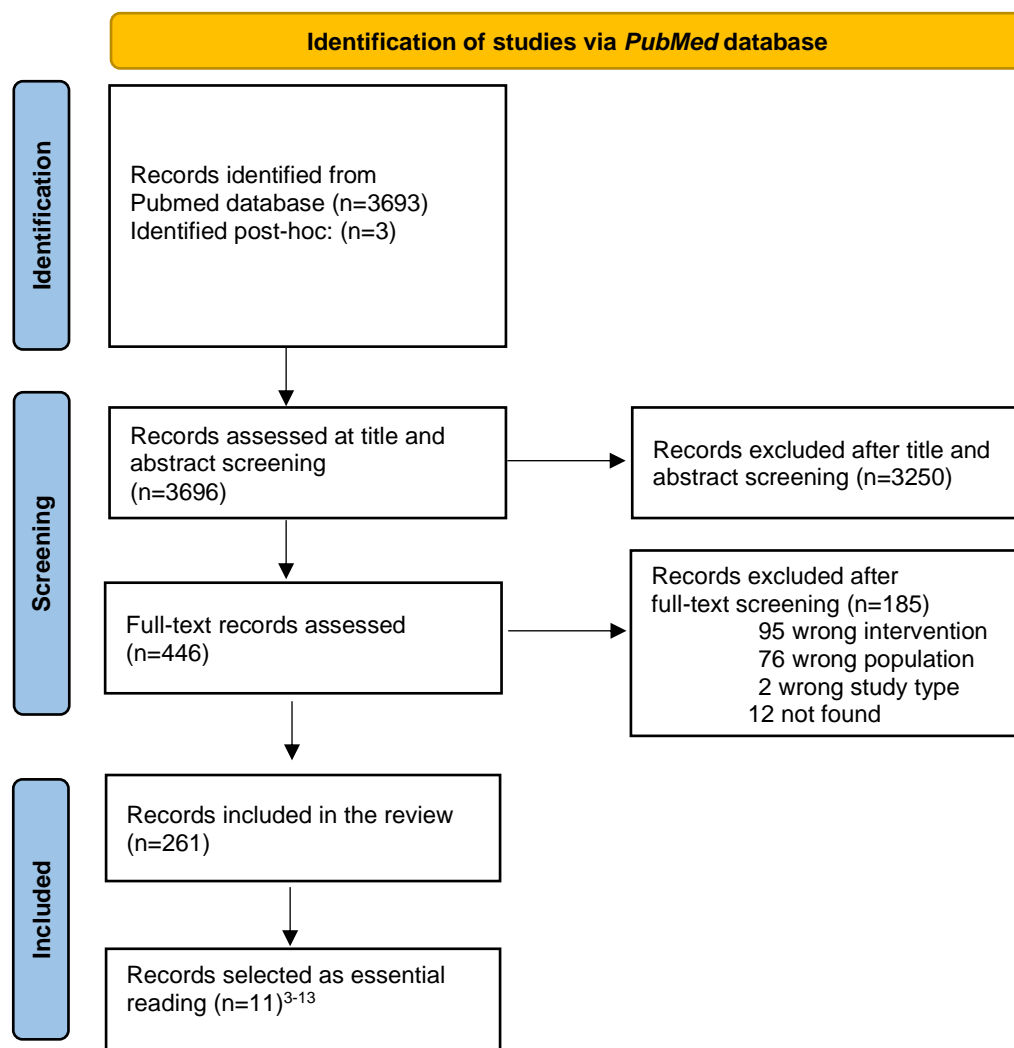 Identification of studies via PubMed database
Identification
Records identified from
Pubmed database (n=3693)
Identified post-hoc: (n=3)
Screening
Records assessed at title and
abstract screening
(n=3696)
Records excluded after title and
abstract screening (n=3250)
Full-text records assessed
(n=446)
Records excluded after
full-text screening (n=185)
95 wrong intervention
76 wrong population
2 wrong study type
12 not found
Included
Records included in the review
(n=261)
Records selected as essential
reading (n=11)3-13